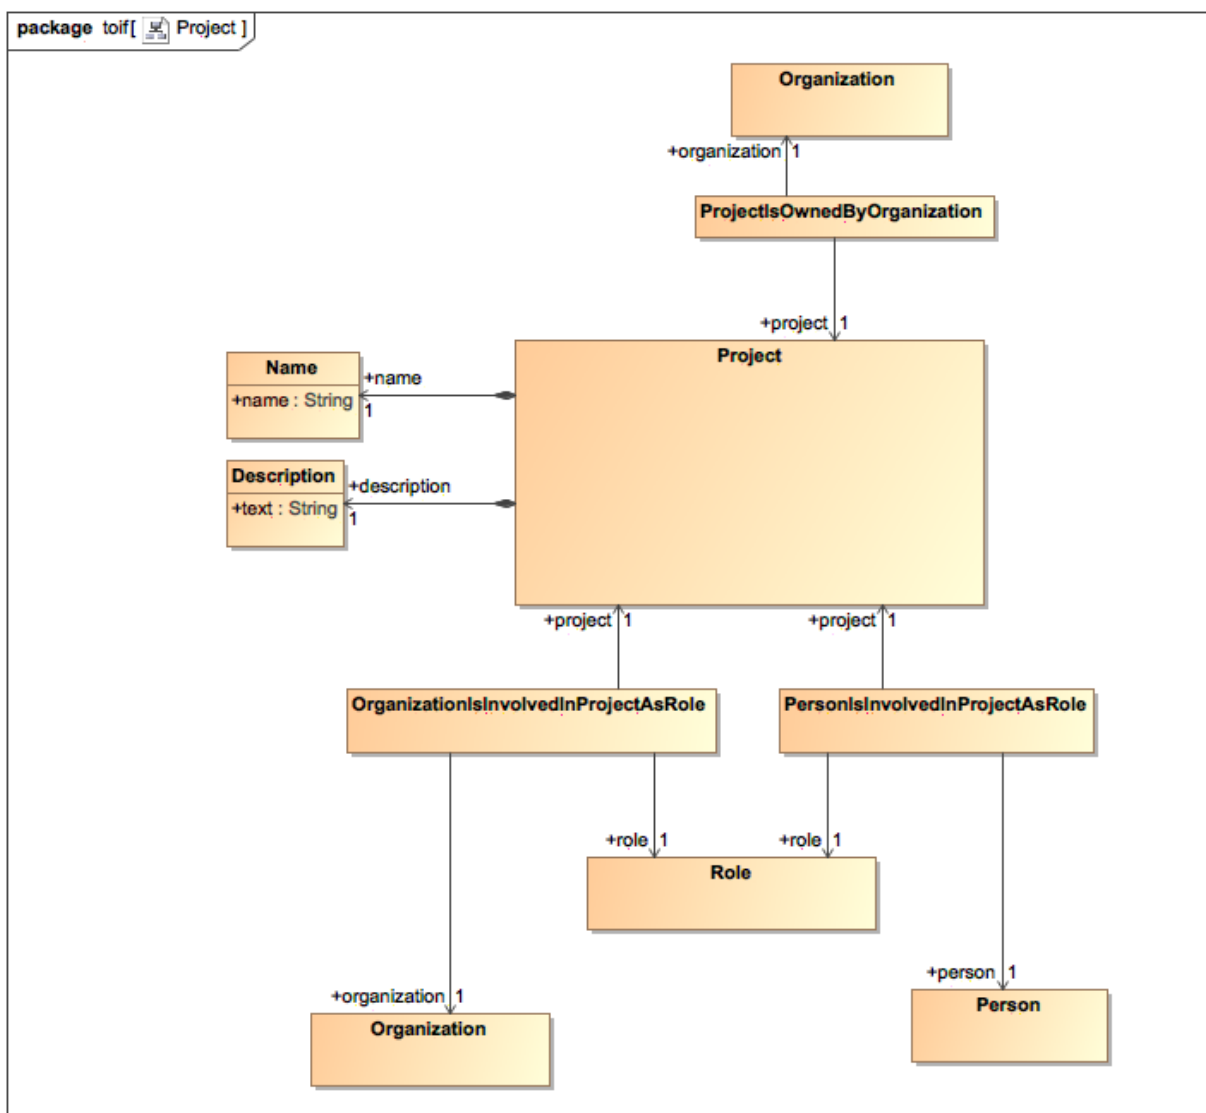 package toif[ Project ]
Organization
+organization 1
ProjectIsOwnedByOrganization
+project 1
Project
Name
+name : String
+name
1
Description
+text : String
+description
1
+project 1
+project 1
OrganizationIsInvolvedInProjectAsRole
PersonIsInvolvedInProjectAsRole
+role 1
+role 1
Role
+organization 1
Organization
+person 1
Person